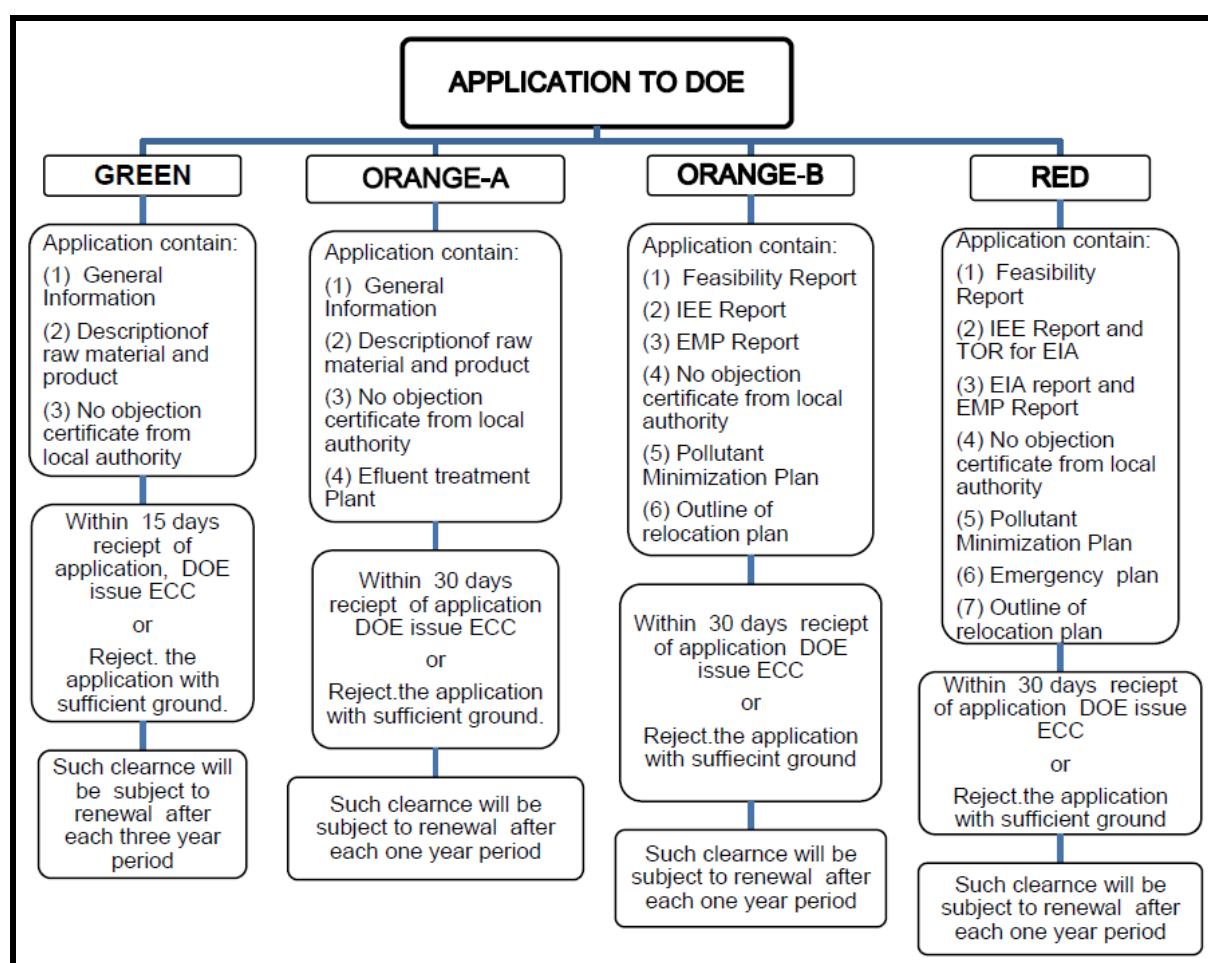 APPLICATION TO DOE
GREEN
Application contain:
(1) General
Information
(2) Descriptionof
raw material and
product
(3) No objection
certificate from
local authority
Within 15 days
reciept of
application, DOE
issue ECC
or
Reject. the
application with
sufficient ground.
Such clearnce will
be subject to
renewal after
each three year
period
ORANGE-A
Application contain:
(1) General
Information
(2) Descriptionof raw
material and product
(3) No objection
certificate from local
authority
(4) Efluent treatment
Plant
Within 30 days
reciept of application
DOE issue ECC
or
Reject.the application
with sufficient ground.
Such clearnce will be
subject to renewal after
each one year period
ORANGE-B
Application contain:
(1) Feasibility Report
(2) IEE Report
(3) EMP Report
(4) No objection
certificate from local
authority
(5) Pollutant
Minimization Plan
(6) Outline of
relocation plan
Within 30 days reciept
of application DOE
issue ECC
or
Reject.the application
with suffiecint ground
Such clearnce will be
subject to renewal after
each one year period
RED
Application contain:
(1) Feasibility
Report
(2) IEE Report and
TOR for EIA
(3) EIA report and
EMP Report
(4) No objection
certificate from local
authority
(5) Pollutant
Minimization Plan
(6) Emergency plan
(7) Outline of
relocation plan
Within 30 days reciept
of application DOE issue
ECC
or
Reject.the application
with sufficient ground
Such clearnce will be
subject to renewal after
each one year period